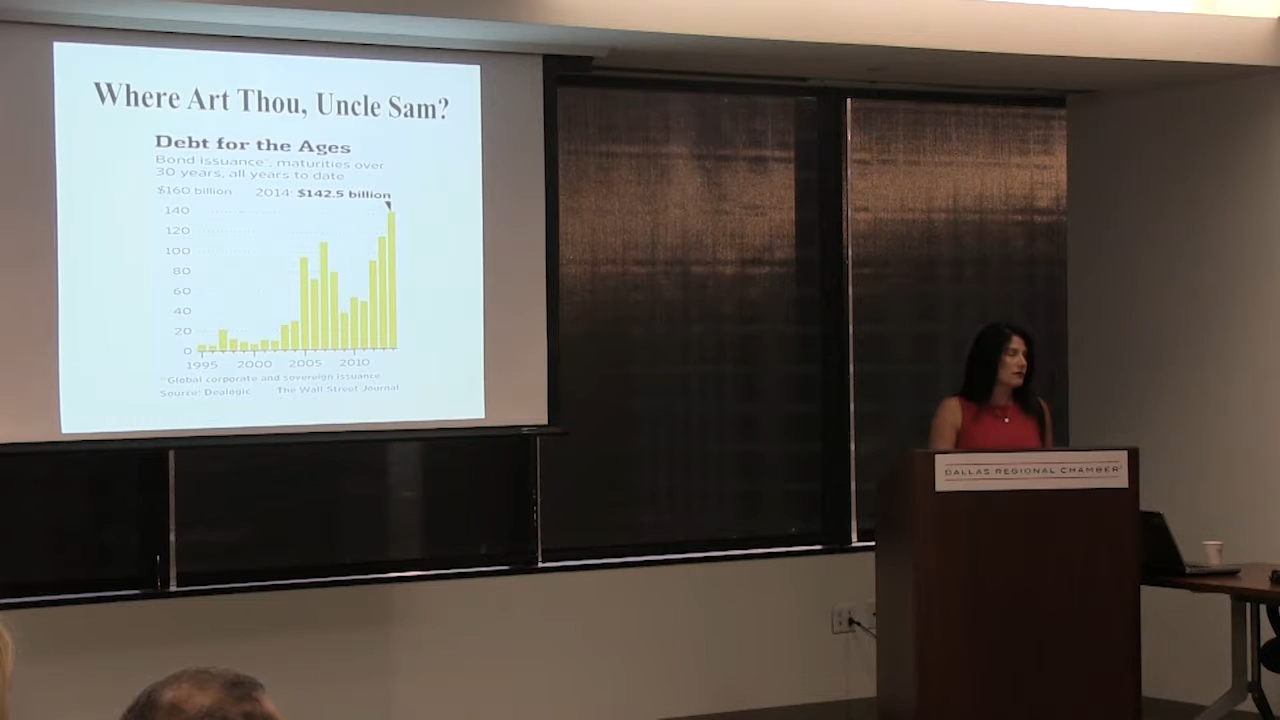 Where Art Thou, Uncle Sam?
Debt for the Ages
Bond issuance*, maturities over
30 years, all years to date
$160 billion 2014: $142.5 billion
140
120
100
80
60
40
20
0
1995 2000 2005 2010
*Global corporate and sovereign issuance
Source: Dealogic The Wall Street Journal
DALLAS REGIONAL CHAMBER